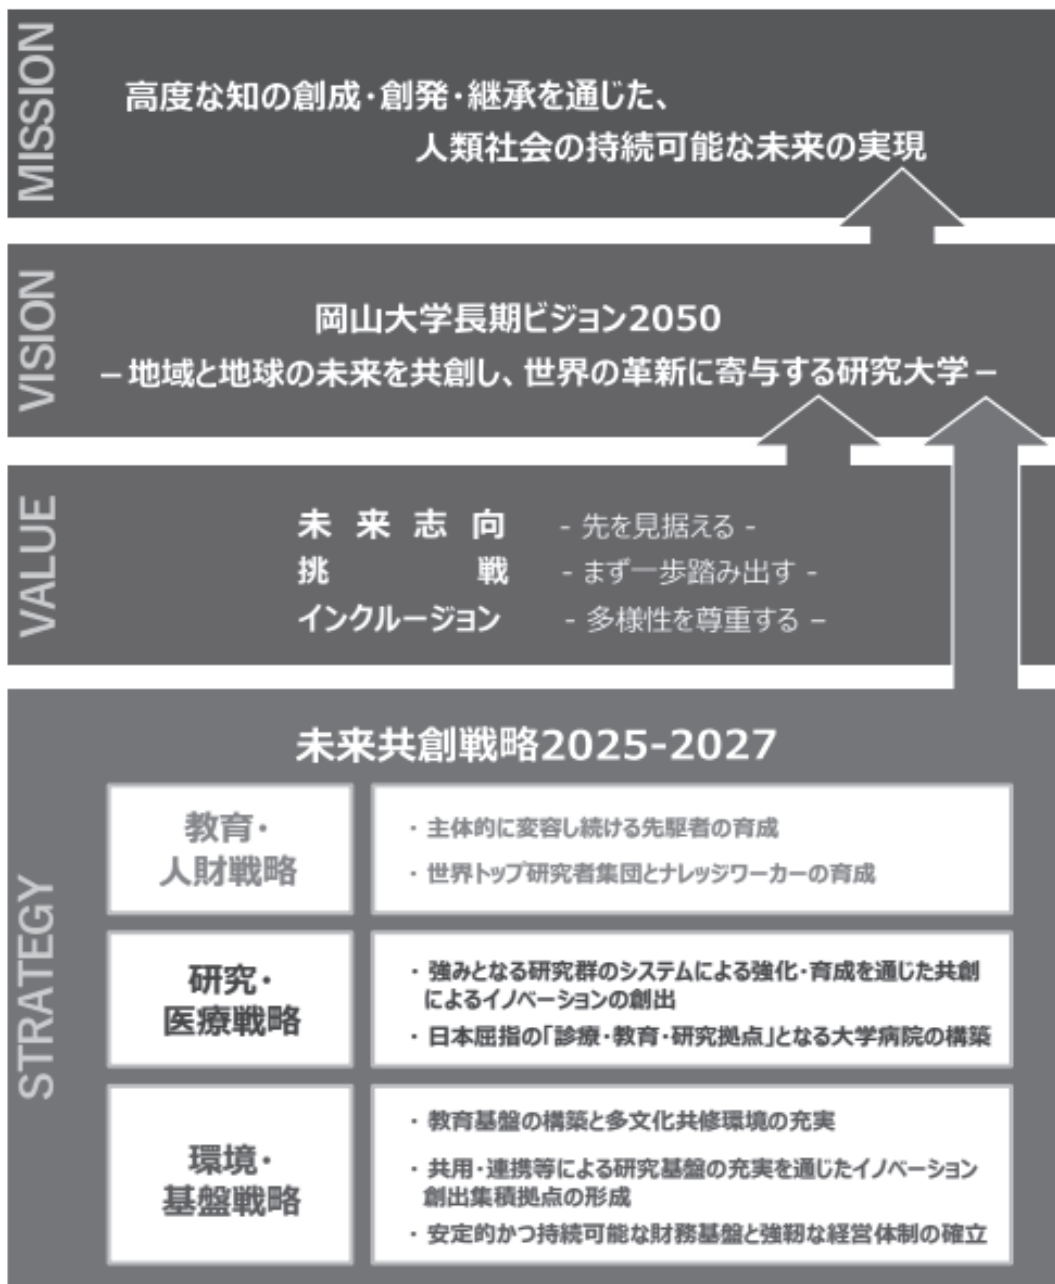 MISSION
高度な知の創成・創発・継承を通じた、
人類社会の持続可能な未来の実現
VISION
岡山大学長期ビジョン2050
－地域と地球の未来を共創し、世界の革新に寄与する研究大学－
VALUE
未来志向 - 先を見据える -
挑戦 - まず一歩踏み出す -
インクルージョン - 多様性を尊重する –
STRATEGY
未来共創戦略2025-2027
教育・
人財戦略
・主体的に変容し続ける先駆者の育成
・世界トップ研究者集団とナレッジワーカーの育成
研究・
医療戦略
・強みとなる研究群のシステムによる強化・育成を通じた共創
によるイノベーションの創出
・日本屈指の「診療・教育・研究拠点」となる大学病院の構築
環境・
基盤戦略
・教育基盤の構築と多文化共修環境の充実
・共用・連携等による研究基盤の充実を通じたイノベーション
創出集積拠点の形成
・安定的かつ持続可能な財務基盤と強靭な経営体制の確立